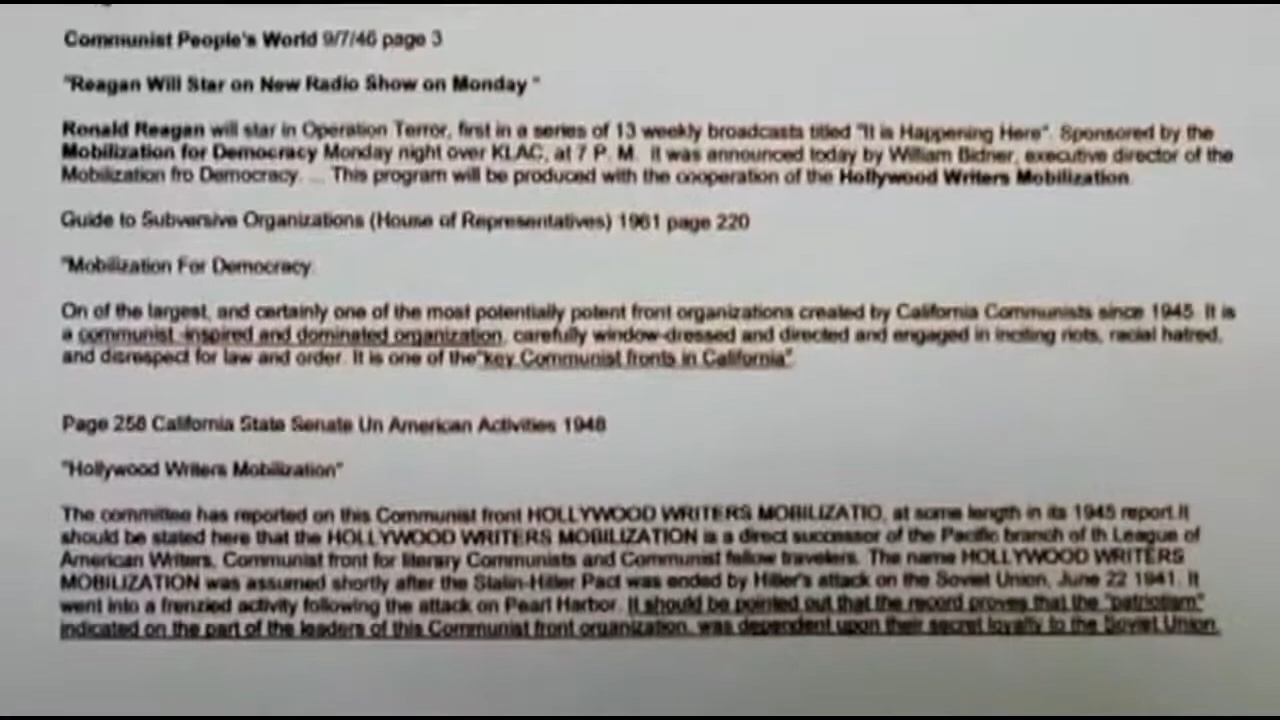 Communist People's World 9/7/46 page 3
"Reagan Will Star on New Radio Show on Monday "
Ronald Reagan will star in Operation Terror, first in a series of 13 weekly broadcasts titled "It is Happening Here". Sponsored by the
Mobilization for Democracy Monday night over KLAC, at 7 P. M. It was announced today by William Bidner, executive director of the
Mobilization fro Democracy. ... This program will be produced with the cooperation of the Hollywood Writers Mobilization.
Guide to Subversive Organizations (House of Representatives) 1961 page 220
"Mobilization For Democracy.
On of the largest, and certainly one of the most potentially potent front organizations created by California Communists since 1945. It is
a communist -inspired and dominated organization, carefully window-dressed and directed and engaged in inciting riots, racial hatred,
and disrespect for law and order. It is one of the"key Communist fronts in California".
Page 258 California State Senate Un American Activities 1948
"Hollywood Writers Mobilization"
The committee has reported on this Communist front HOLLYWOOD WRITERS MOBILIZATIO, at some length in its 1945 report.It
should be stated here that the HOLLYWOOD WRITERS MOBILIZATION is a direct successor of the Pacific branch of th League of
American Writers, Communist front for literary Communists and Communist fellow travelers. The name HOLLYWOOD WRITERS
MOBILIZATION was assumed shortly after the Stalin-Hitler Pact was ended by Hitler's attack on the Soviet Union, June 22 1941. It
went into a frenzied activity following the attack on Pearl Harbor. It should be pointed out that the record proves that the "patriotism"
indicated on the part of the leaders of this Communist front organization, was dependent upon their secret loyalty to the Soviet Union.